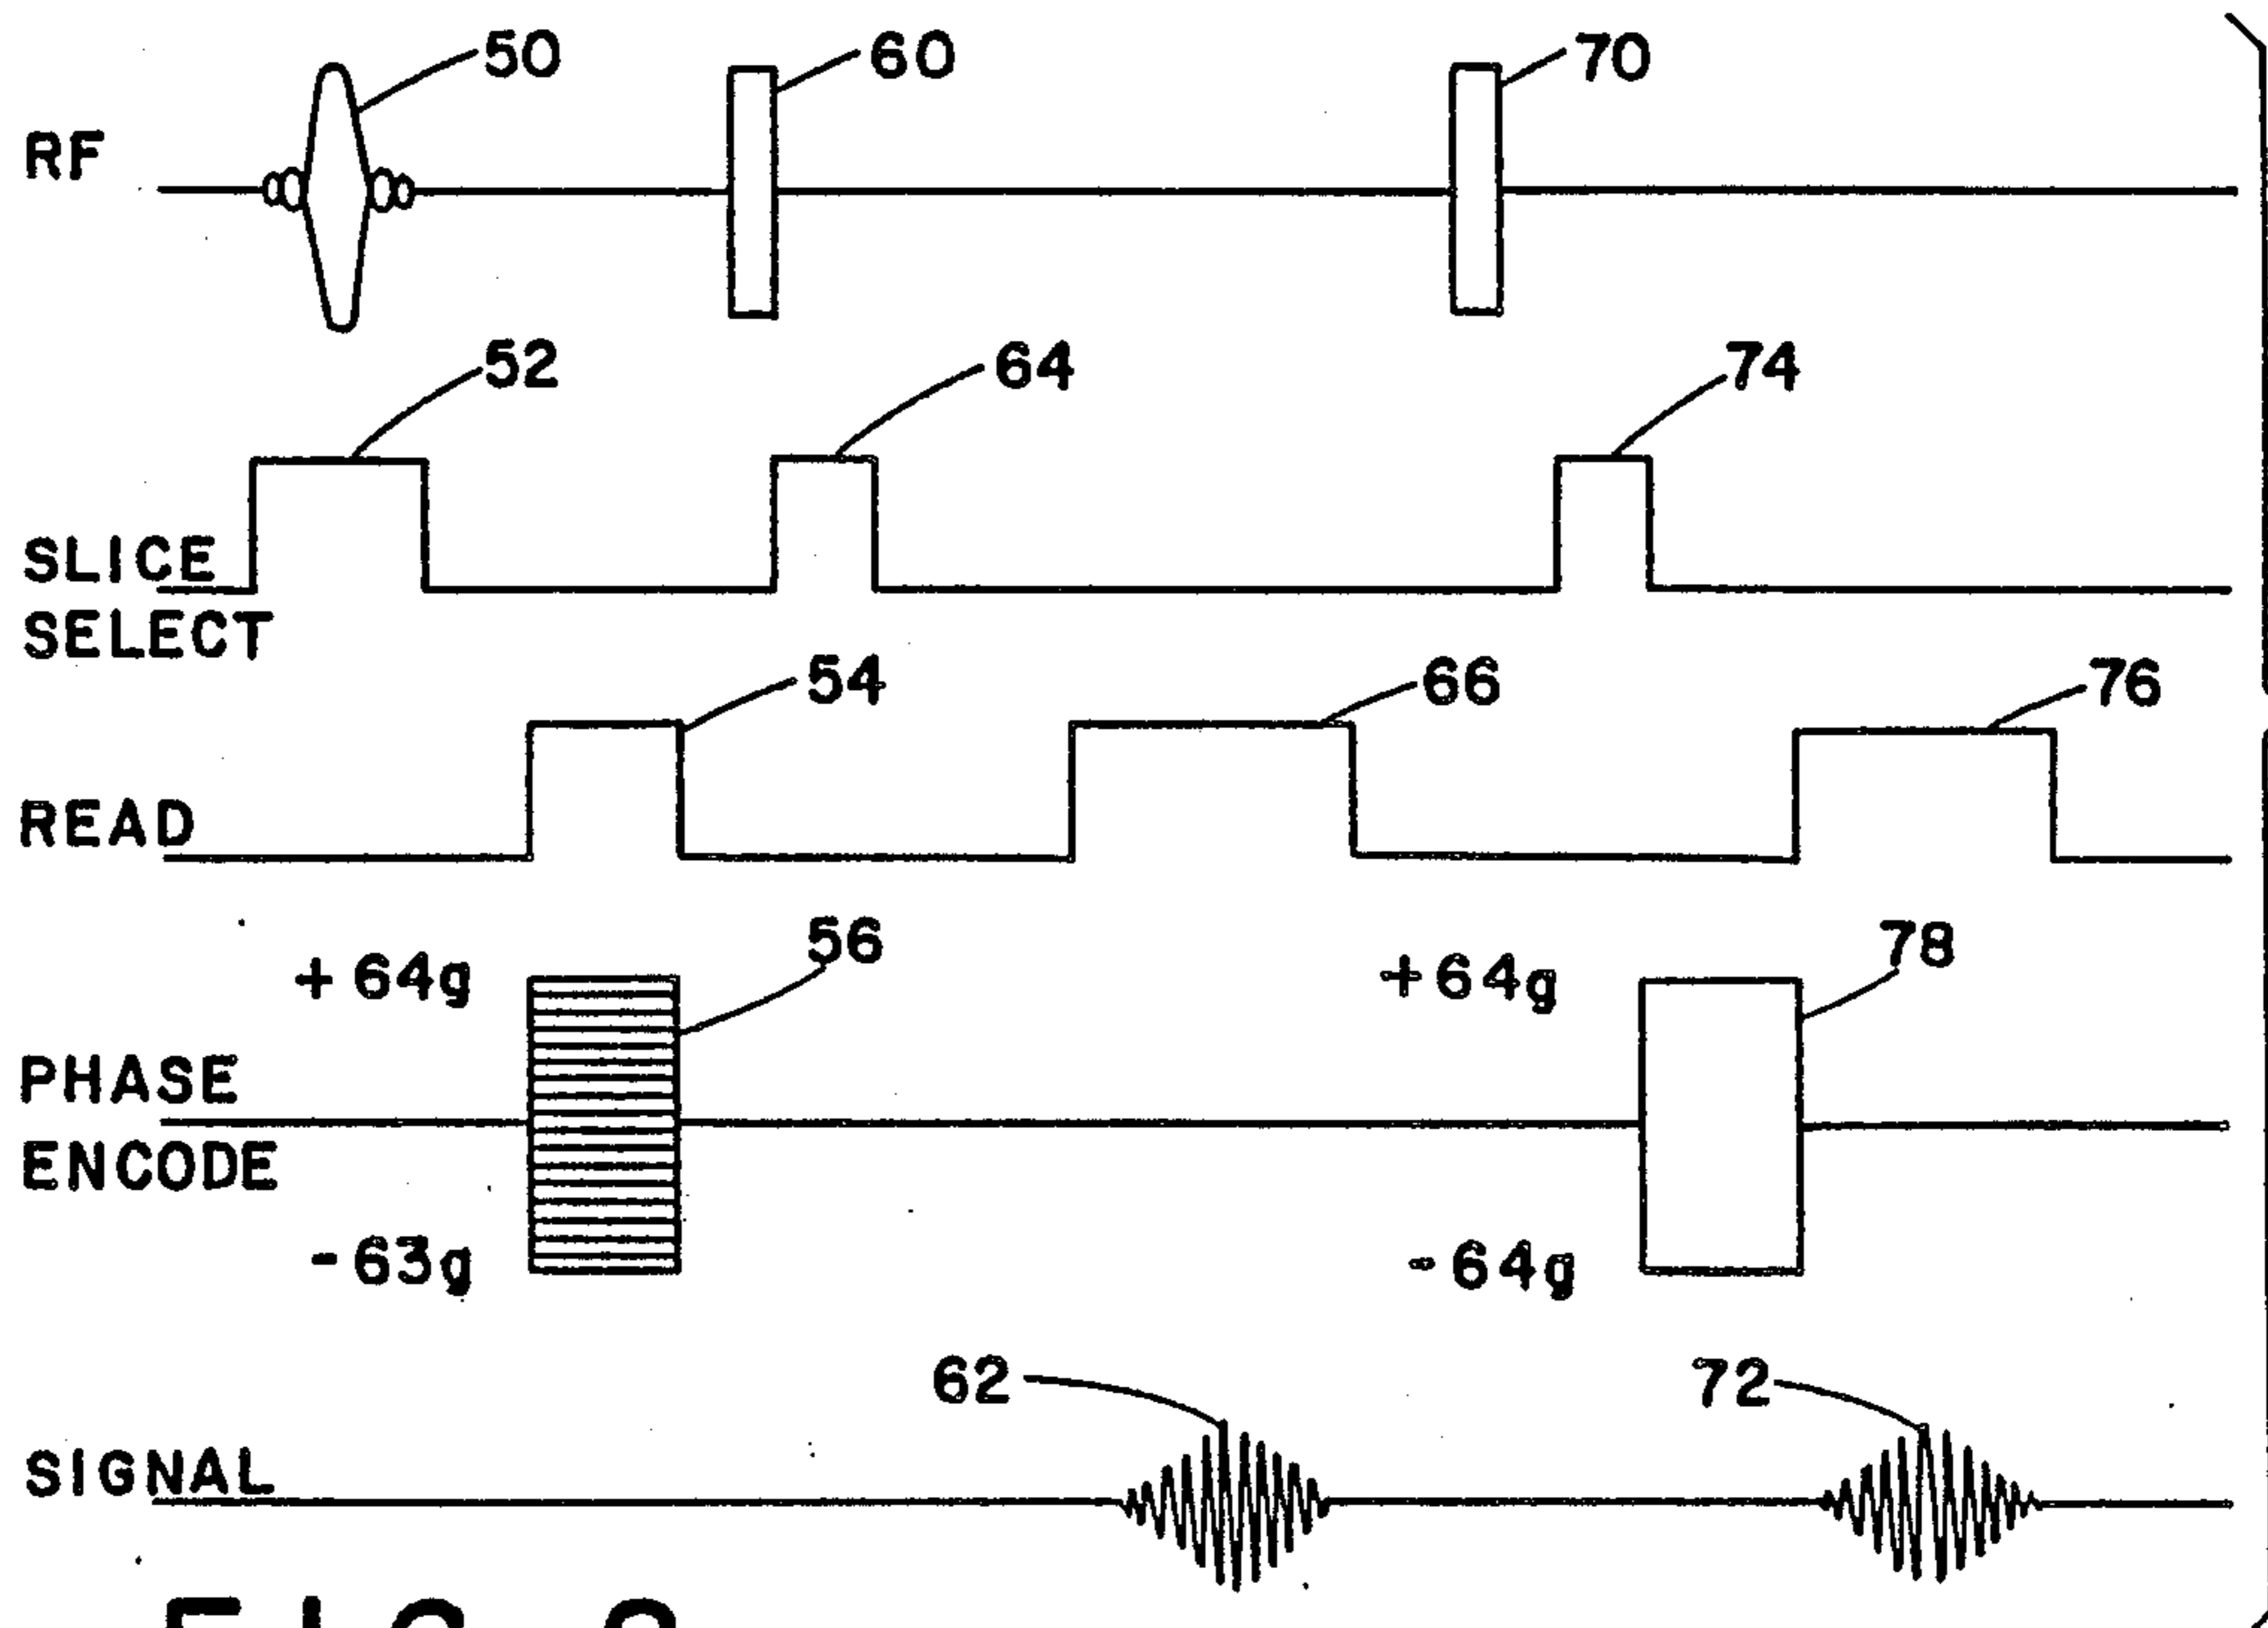 50
60
70
RF
52
64
74
SLICE
SELECT
54
66
76
READ
56
78
+ 64g
+64g
PHASE
ENCODE
- 63g
- 64g
62
72
SIGNAL